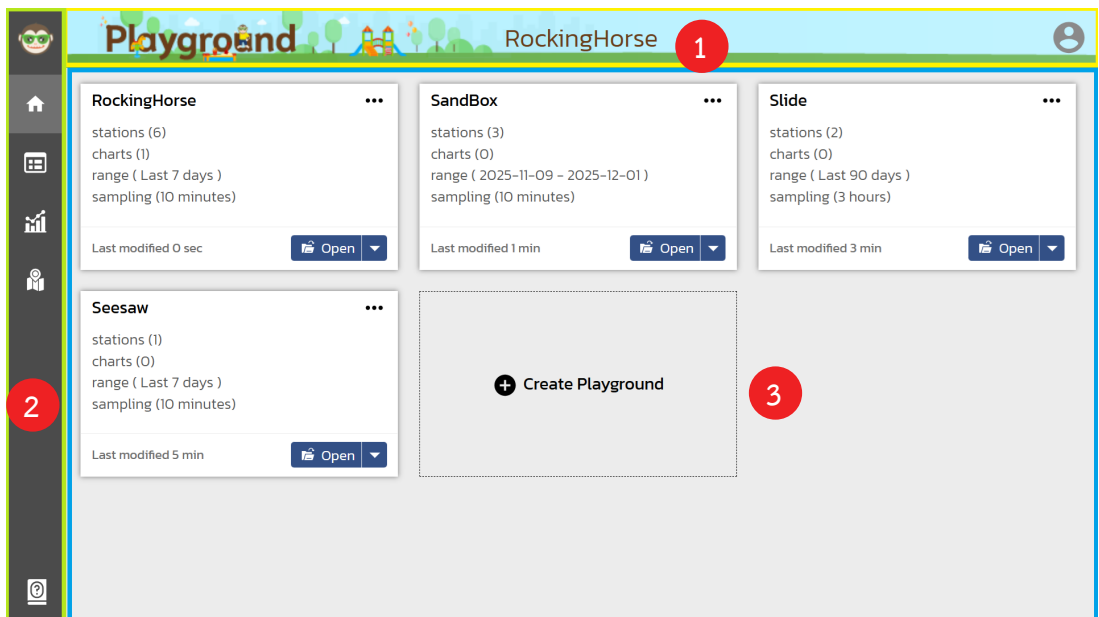 Playground
RockingHorse
1
RockingHorse
stations (6)
charts (1)
range ( Last 7 days )
sampling (10 minutes)
Last modified 0 sec
Open
SandBox
stations (3)
charts (0)
range ( 2025-11-09 - 2025-12-01 )
sampling (10 minutes)
Last modified 1 min
Open
Slide
stations (2)
charts (0)
range ( Last 90 days )
sampling (3 hours)
Last modified 3 min
Open
Seesaw
stations (1)
charts (0)
range ( Last 7 days )
sampling (10 minutes)
Last modified 5 min
Open
Create Playground
2
3